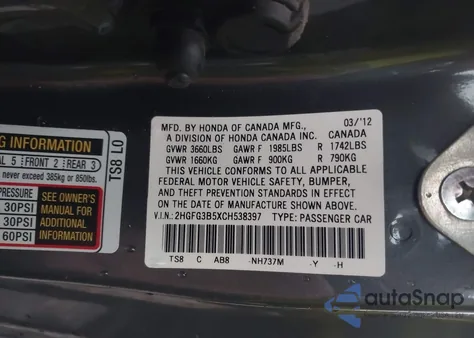 03/'12
MFD. BY HONDA OF CANADA MFG.,
A DIVISION OF HONDA CANADA INC. CANADA
GVWR 3660LBS GAWR F 1985LBS R 1742LBS
GVWR 1660KG GAWR F 900KG R 790KG
THIS VEHICLE CONFORMS TO ALL APPLICABLE
FEDERAL MOTOR VEHICLE SAFETY, BUMPER,
AND THEFT PREVENTION STANDARDS IN EFFECT
ON THE DATE OF MANUFACTURE SHOWN ABOVE.
V.I.N.: 2HGFG3B5XCH538397 TYPE: PASSENGER CAR
TS8 C AB8 -NH737M -Y -H
INFORMATION
5 FRONT 2 REAR 3
never exceed 385kg or 850lbs.
PRESSURE
30PSI
30PSI
60PSI
SEE OWNER'S
MANUAL FOR
ADDITIONAL
INFORMATION
TS8 L0
autoSnap